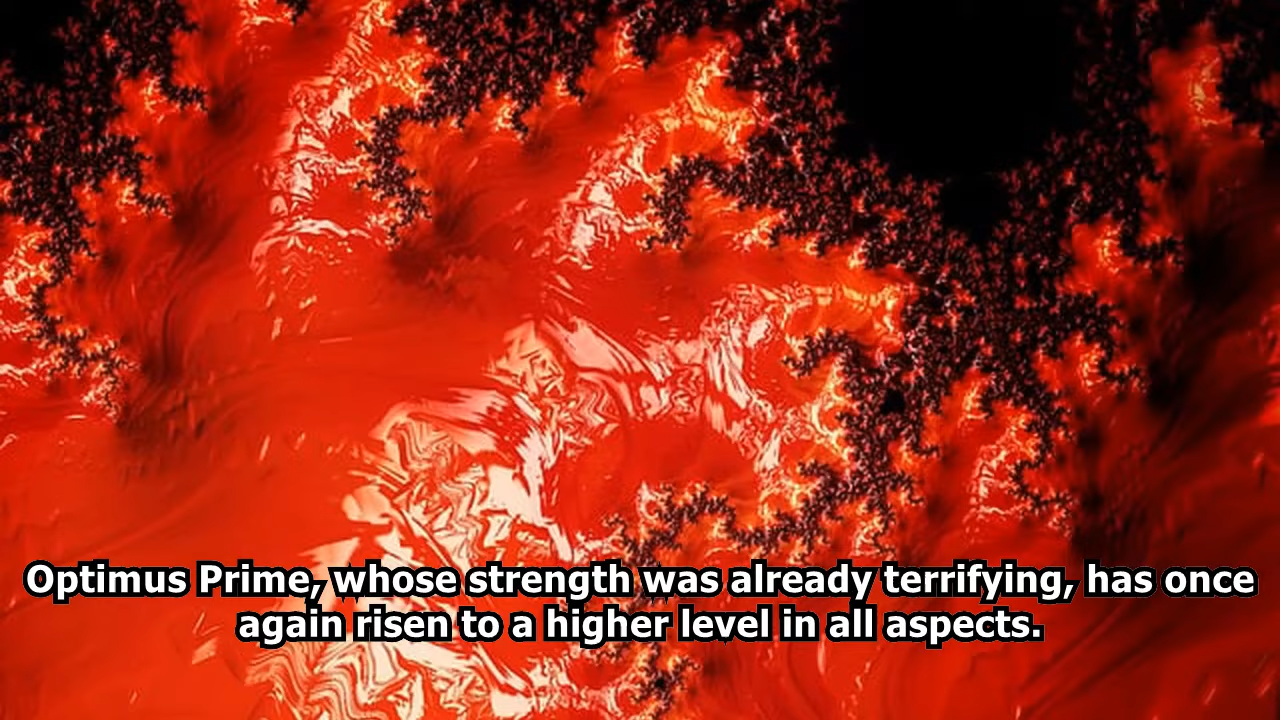 Optimus Prime, whose strength was already terrifying, has once
again risen to a higher level in all aspects.